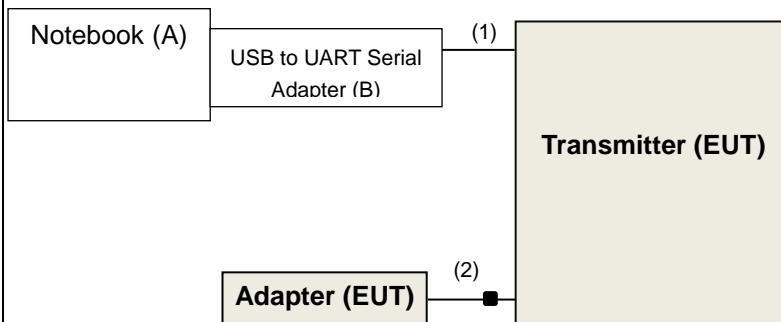 Notebook (A)
USB to UART Serial
Adapter (B)
(1)
Transmitter (EUT)
(2)
Adapter (EUT)